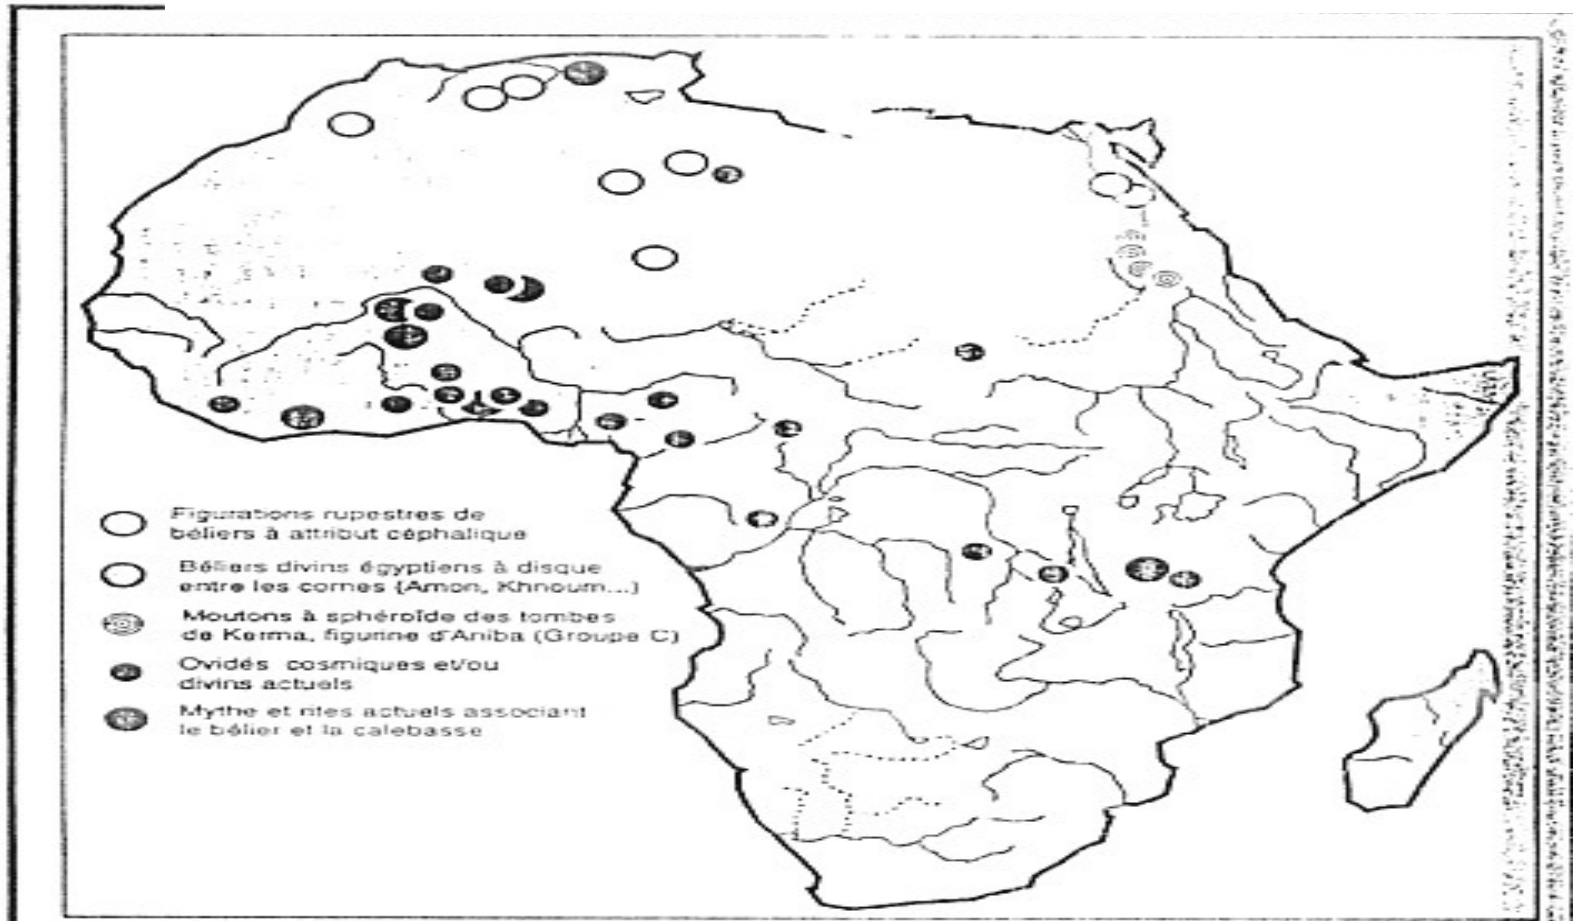 Figurations rupestres de
béliers à attribut céphalique
Béliers divins égyptiens à disque
entre les cornes (Amon, Khnoum...)
Moutons à sphéroïde des tombes
de Kerma, figurine d'Aniba (Groupe C)
Ovidés cosmiques et/ou
divins actuels
Mythe et rites actuels associant
le bélier et la calebasse